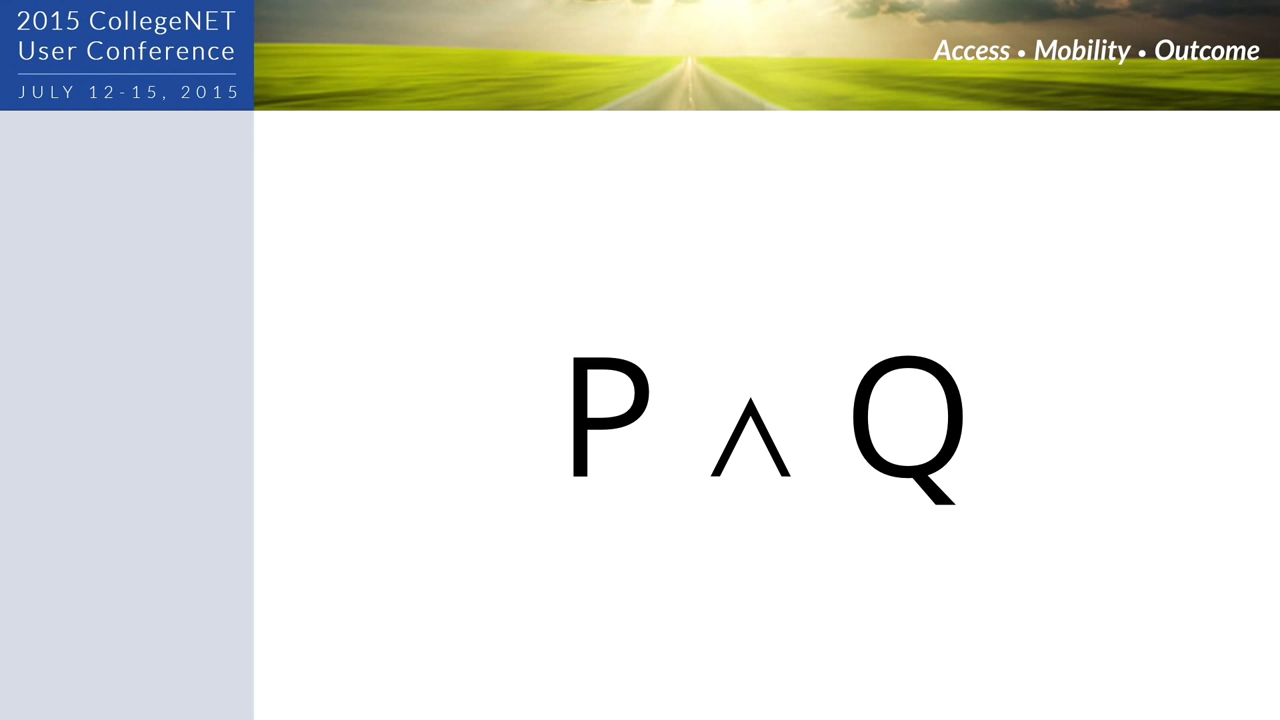 2015 CollegeNET
User Conference
JULY 12-15, 2015
Access • Mobility • Outcome
P ∧ Q